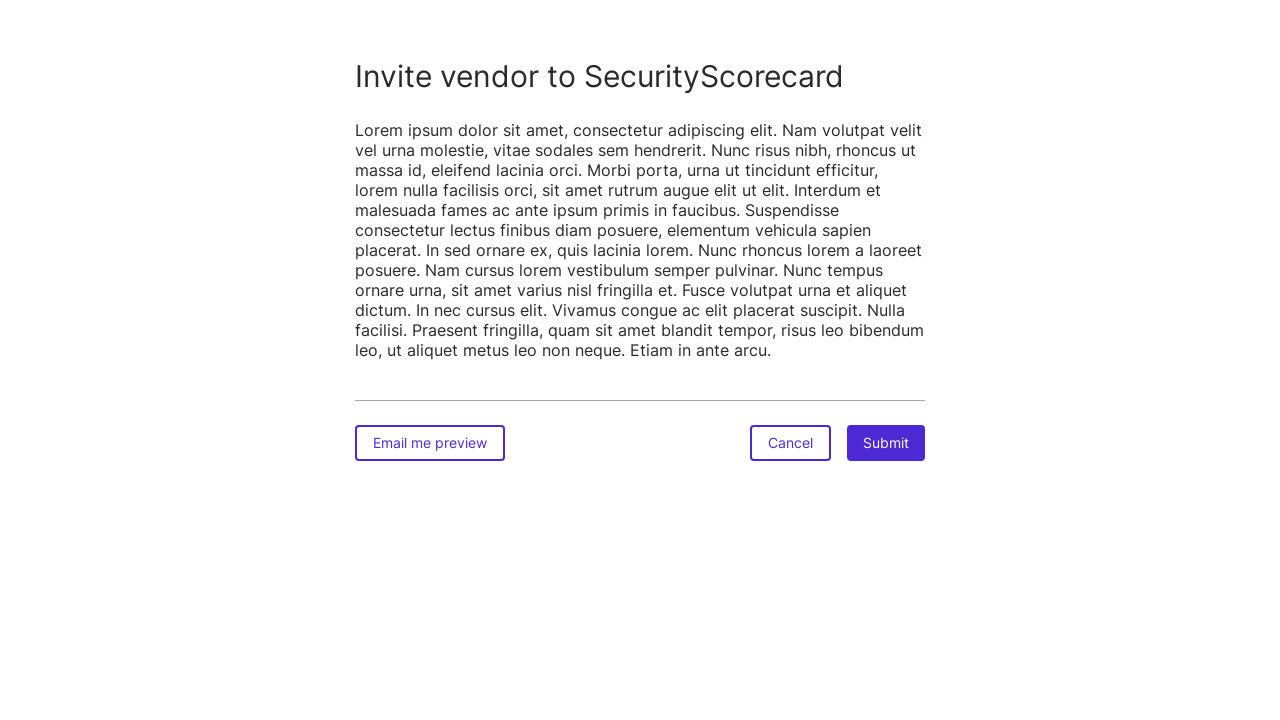 Invite vendor to SecurityScorecard
Lorem ipsum dolor sit amet, consectetur adipiscing elit. Nam volutpat velit
vel urna molestie, vitae sodales sem hendrerit. Nunc risus nibh, rhoncus ut
massa id, eleifend lacinia orci. Morbi porta, urna ut tincidunt efficitur,
lorem nulla facilisis orci, sit amet rutrum augue elit ut elit. Interdum et
malesuada fames ac ante ipsum primis in faucibus. Suspendisse
consectetur lectus finibus diam posuere, elementum vehicula sapien
placerat. In sed ornare ex, quis lacinia lorem. Nunc rhoncus lorem a laoreet
posuere. Nam cursus lorem vestibulum semper pulvinar. Nunc tempus
ornare urna, sit amet varius nisl fringilla et. Fusce volutpat urna et aliquet
dictum. In nec cursus elit. Vivamus congue ac elit placerat suscipit. Nulla
facilisi. Praesent fringilla, quam sit amet blandit tempor, risus leo bibendum
leo, ut aliquet metus leo non neque. Etiam in ante arcu.
Email me preview Cancel Submit